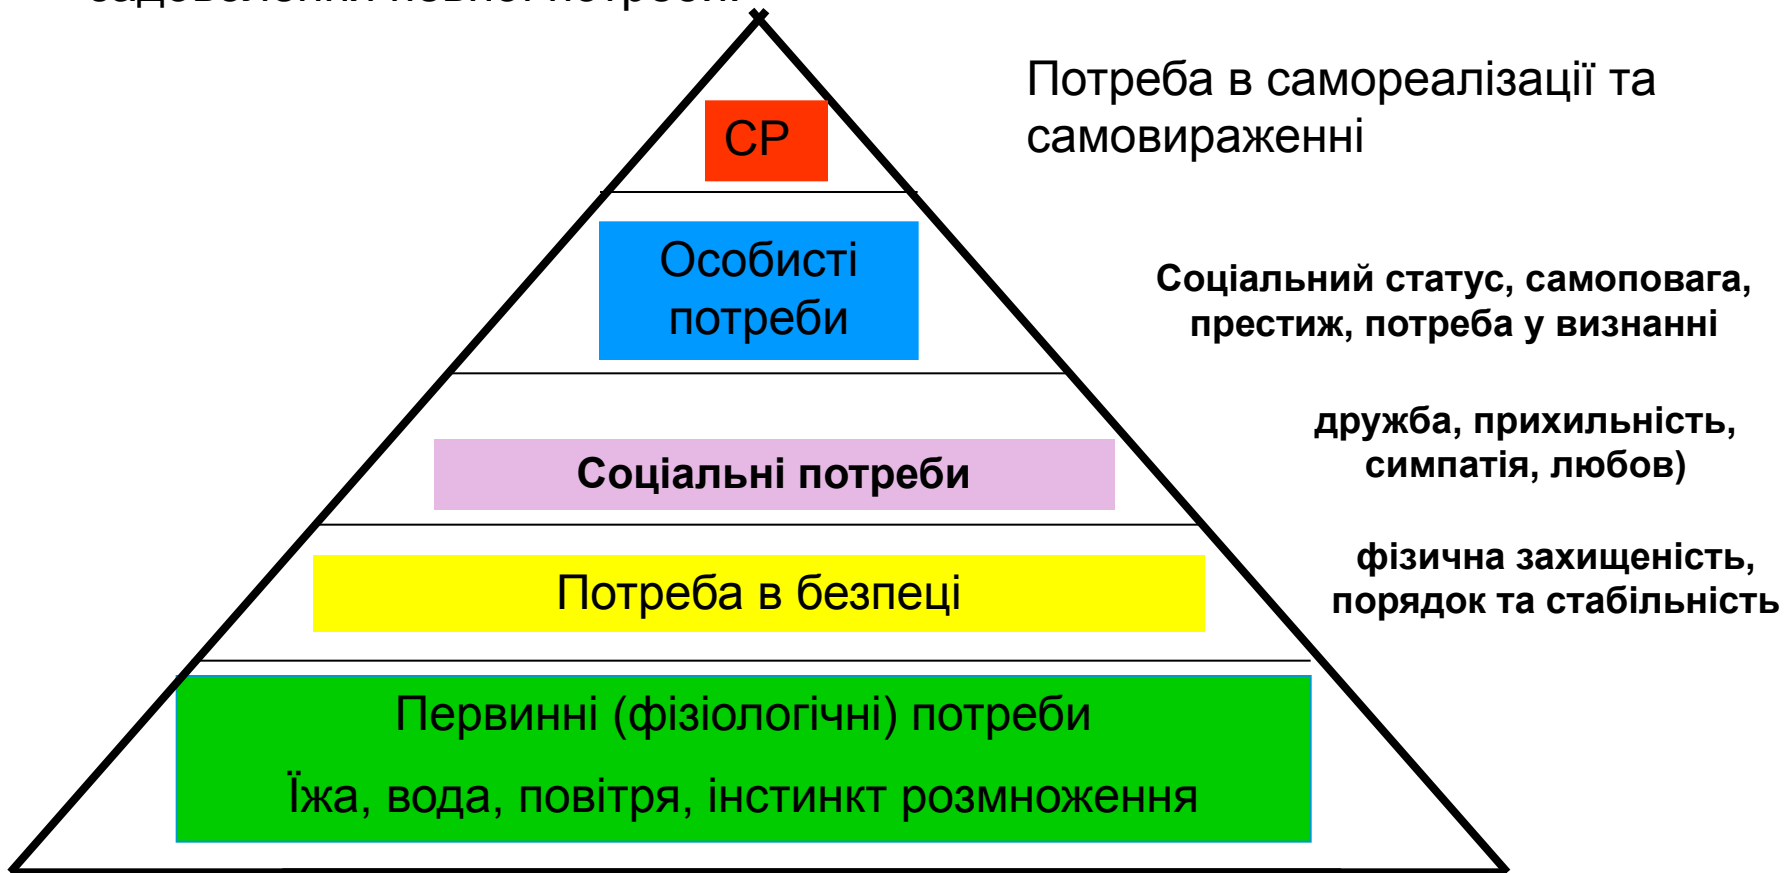 Потреба в самореалізації та
самовираженні
СР
Особисті
потреби
Соціальний статус, самоповага,
престиж, потреба у визнанні
дружба, прихильність,
симпатія, любов)
Соціальні потреби
фізична захищеність,
порядок та стабільність
Потреба в безпеці
Первинні (фізіологічні) потреби
Їжа, вода, повітря, інстинкт розмноження